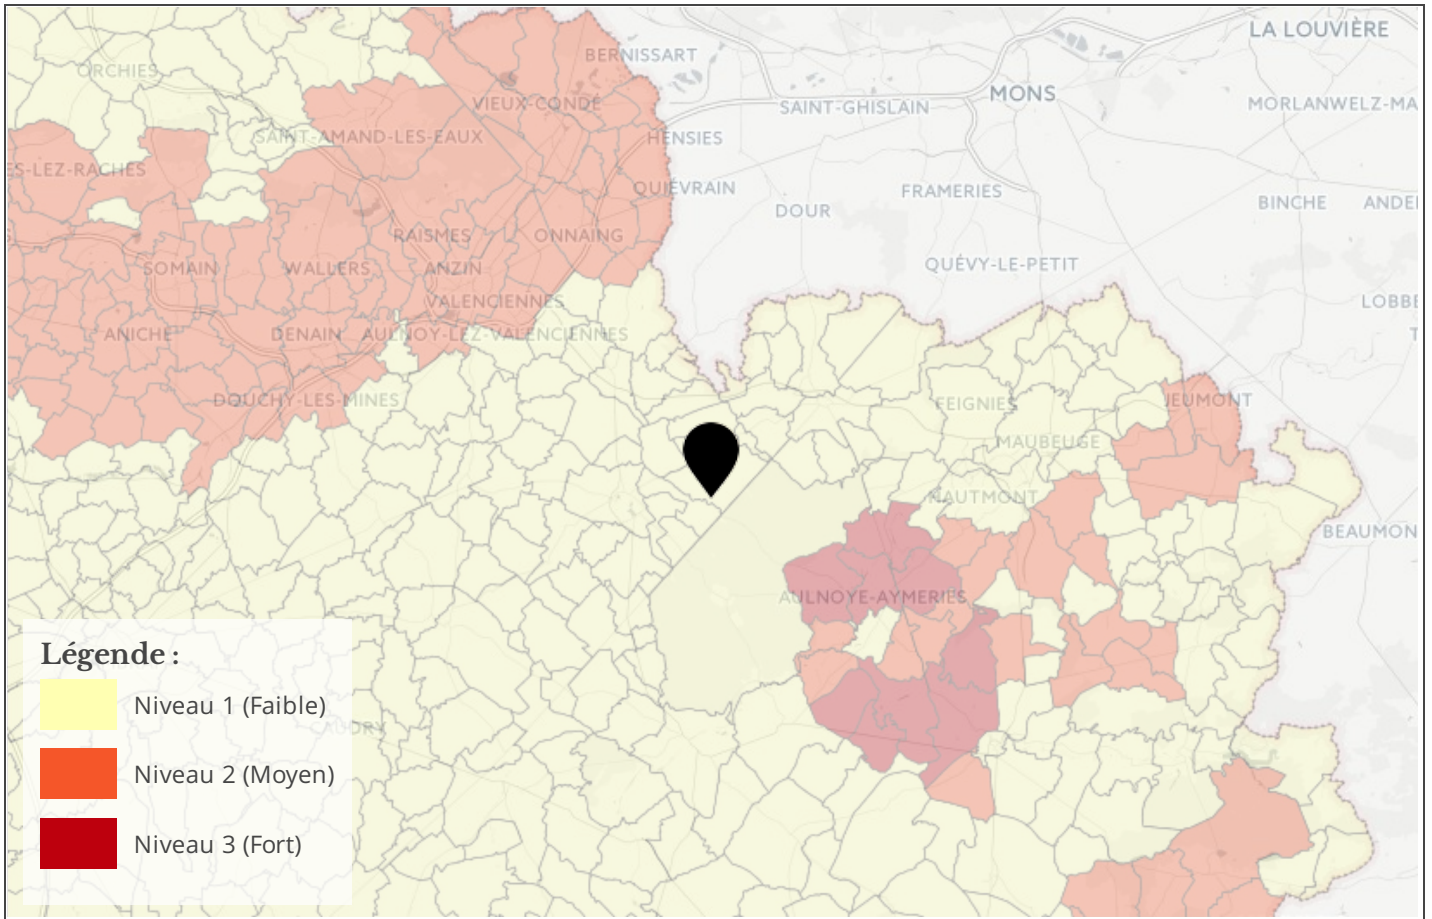 LA LOUVIÈRE
BERNISSART
ORCHIES
MONS
VIEUX-CONDÉ
SAINT-GHISLAIN
MORLANWELZ-MA
SAINT-AMAND-LES-EAUX
HENSIES
ES-LEZ-RACHES
QUIÉVRAIN
FRAMERIES
DOUR
BINCHE
ANDE
RAISMES
ONNAING
SOMAIN
WALLERS
ANZIN
QUÉVY-LE-PETIT
VALENCIENNES
LOBB
ANICHE
DENAIN
AULNOY-LEZ-VALENCIENNES
DOUCHY-LES-MINES
FEIGNIES
JEUMONT
MAUBEUGE
HAUTMONT
BEAUMON
AULNOYE-AYMERIES
Légende :
Niveau 1 (Faible)
CAUDRY
Niveau 2 (Moyen)
Niveau 3 (Fort)